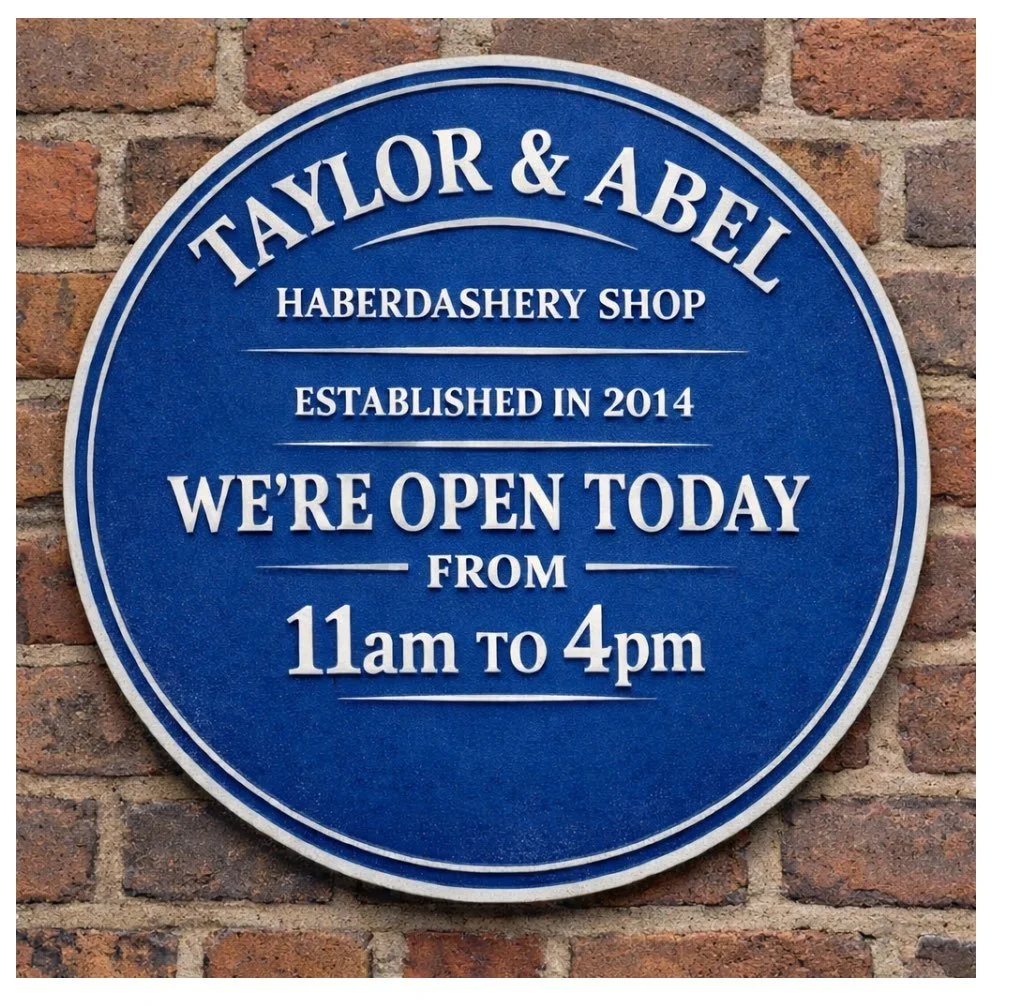 TAYLOR & ABEL
HABERDASHERY SHOP
ESTABLISHED IN 2014
WE'RE OPEN TODAY
FROM
11am TO 4pm